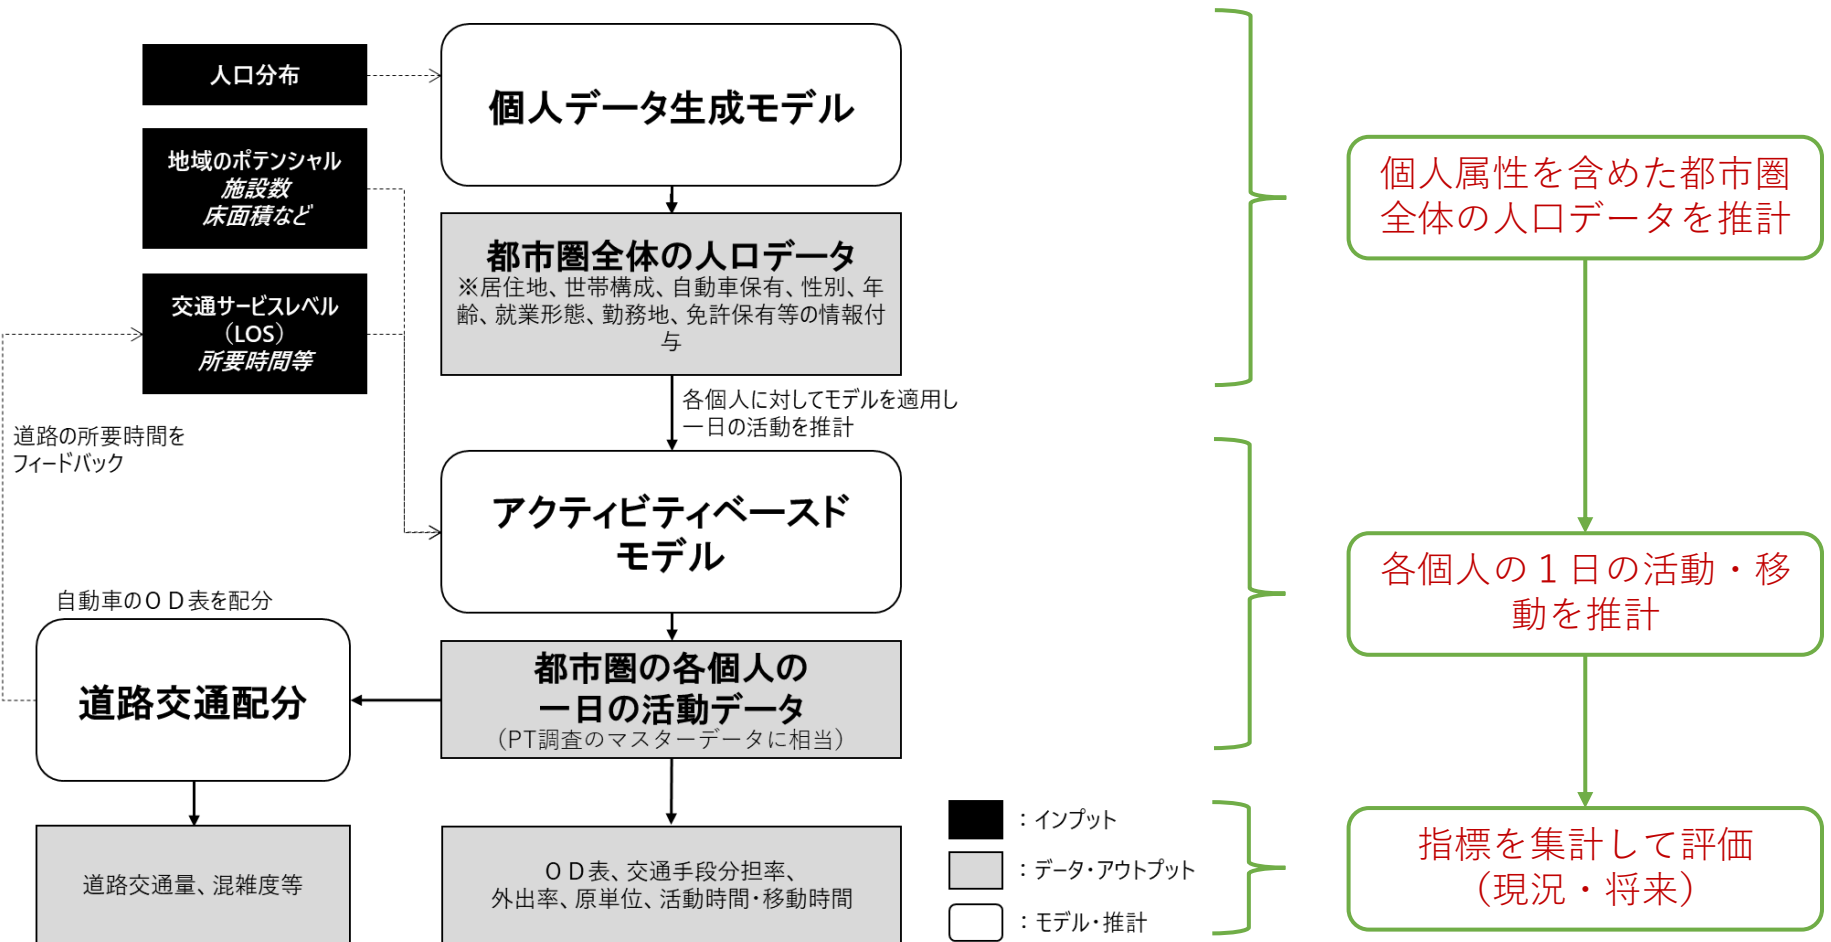 人口分布
地域のポテンシャル
施設数
床面積など
交通サービスレベル
（LOS）
所要時間等
道路の所要時間を
フィードバック
個人データ生成モデル
都市圏全体の人口データ
※居住地、世帯構成、自動車保有、性別、年
齢、就業形態、勤務地、免許保有等の情報付
与
各個人に対してモデルを適用し
一日の活動を推計
アクティビティベースド
モデル
自動車のＯＤ表を配分
道路交通配分
都市圏の各個人の
一日の活動データ
（PT調査のマスターデータに相当）
道路交通量、混雑度等
ＯＤ表、交通手段分担率、
外出率、原単位、活動時間・移動時間
：インプット
：データ・アウトプット
：モデル・推計
個人属性を含めた都市圏
全体の人口データを推計
各個人の１日の活動・移
動を推計
指標を集計して評価
（現況・将来）